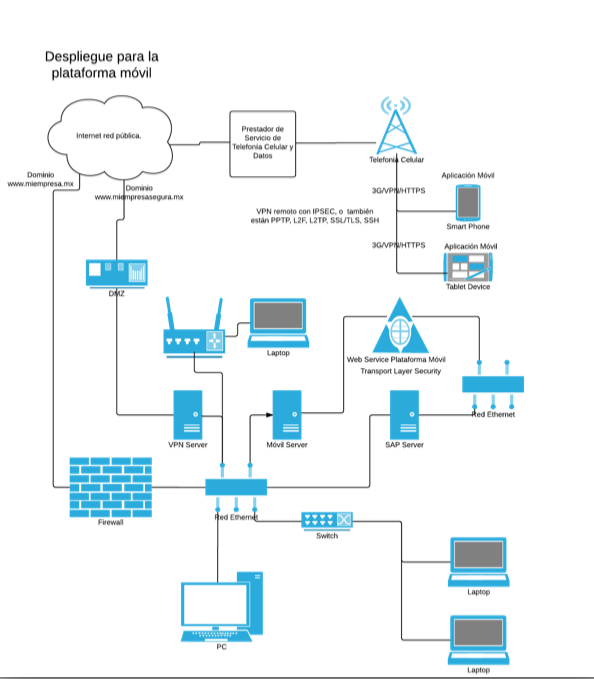 Despliegue para la
plataforma móvil
Internet red pública.
Prestador de
Servicio de
Telefonía Celular y
Datos
Telefonía Celular
Dominio
www.miempresa.mx
Dominio
www.miempresasegura.mx
Aplicación Móvil
3G/VPN/HTTPS
Smart Phone
VPN remoto con IPSEC, o también
están PPTP, L2F, L2TP, SSL/TLS, SSH
3G/VPN/HTTPS
Aplicación Móvil
Tablet Device
DMZ
Laptop
Web Service Plataforma Móvil
Transport Layer Security
Red Ethernet
VPN Server
Móvil Server
SAP Server
Firewall
Red Ethernet
Switch
Laptop
PC
Laptop